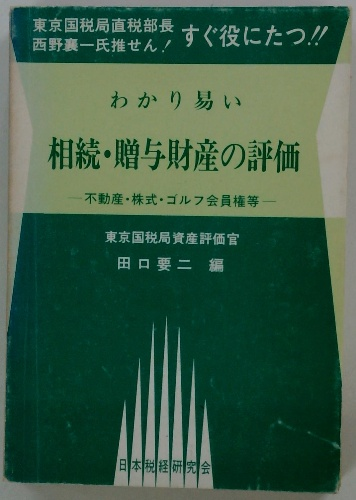 東京国税局直税部長
西野襄一氏推せん!
すぐ役にたつ!!
わかり易い
相続・贈与財産の評価
─不動産・株式・ゴルフ会員権等─
東京国税局資産評価官
田口要二 編
日本税経研究会